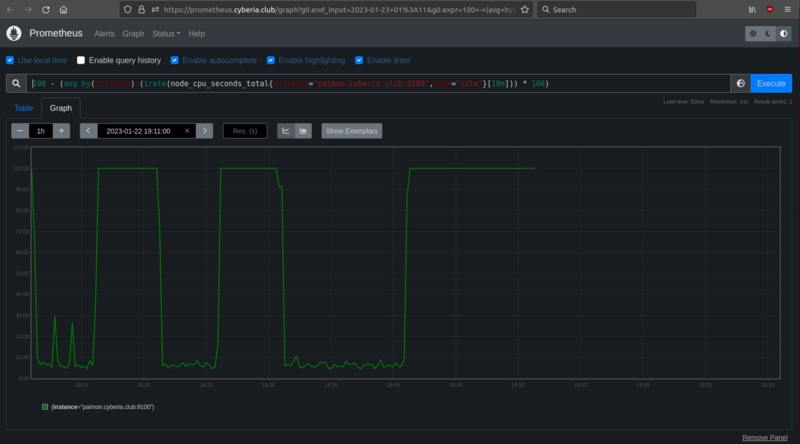 https://prometheus.cyberia.club/graph?g0.end_input=2023-01-23+01%3A11&g0.expr=100+-+(avg+by
Search
Prometheus Alerts Graph Status Help
Use local time Enable query history Enable autocomplete Enable highlighting Enable linter
100 - (avg by(instance) (irate(node_cpu_seconds_total{instance="paimon.cyberia.club:9100",mode="idle"}[10m])) * 100)
Execute
Load time: 63ms Resolution: 14s Result series: 1
Table Graph
1h 2023-01-22 19:11:00 Res. (s) Show Exemplars
110.00
100.00
90.00
80.00
70.00
60.00
50.00
40.00
30.00
20.00
10.00
0.00
18:15 18:20 18:25 18:30 18:35 18:40 18:45 18:50 18:55 19:00 19:05 19:10
{instance="paimon.cyberia.club:9100"}
Remove Panel